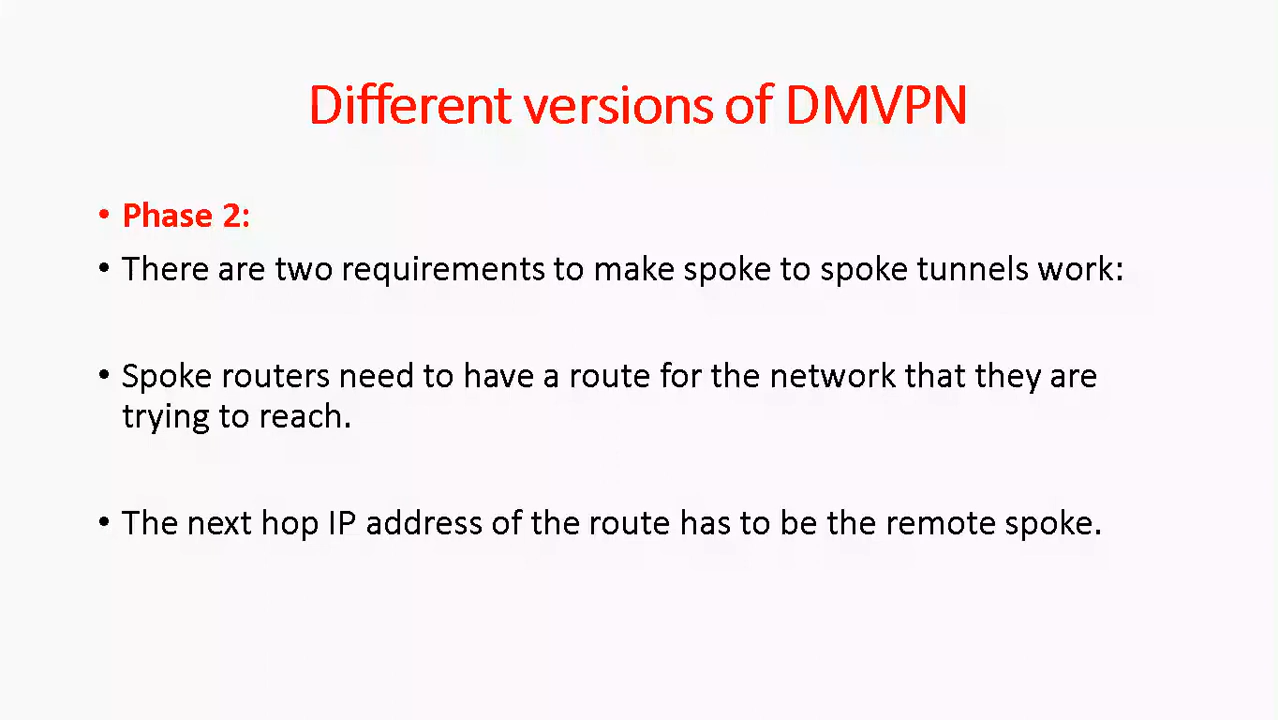 Different versions of DMVPN
• Phase 2:
• There are two requirements to make spoke to spoke tunnels work:
• Spoke routers need to have a route for the network that they are
trying to reach.
• The next hop IP address of the route has to be the remote spoke.